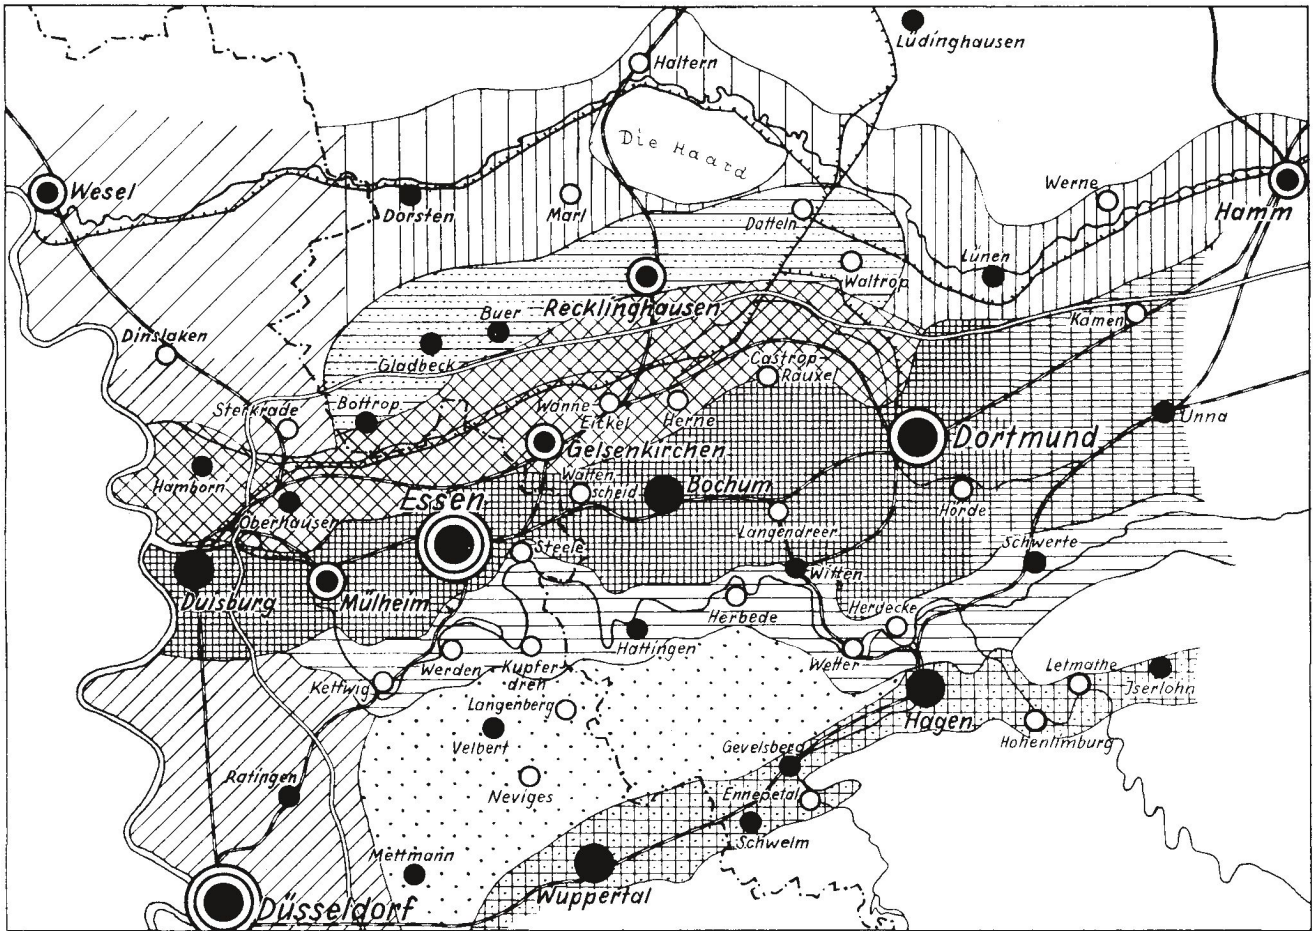 Lüdinghausen
Haltern
Die Haard
Wesel
Dorsten
Marl
Werne
Hamm
Datteln
Lünen
Waltrop
Recklinghausen
Buer
Kamen
Dinslaken
Gladbeck
Castrop-
Rauxe
Sterkrade
Bottrop
Wanne
Eickel
Herne
Unna
Dortmund
Gelsenkirchen
Hamborn
Watten
scheid
Bochum
Essen
Oberhausen
Hörde
Langendreer
Steele
Schwerte
Witten
Duisburg
Mülheim
Herbede
Herdecke
Hattingen
Werden
Kupfer
dreh
Wetter
Letmathe
Kettwig
Iserlohn
Langenberg
Hagen
Velbert
Gevelsberg
Hohenlimburg
Ratingen
Neviges
Ennepetal
Schwelm
Mettmann
Wuppertal
Düsseldorf